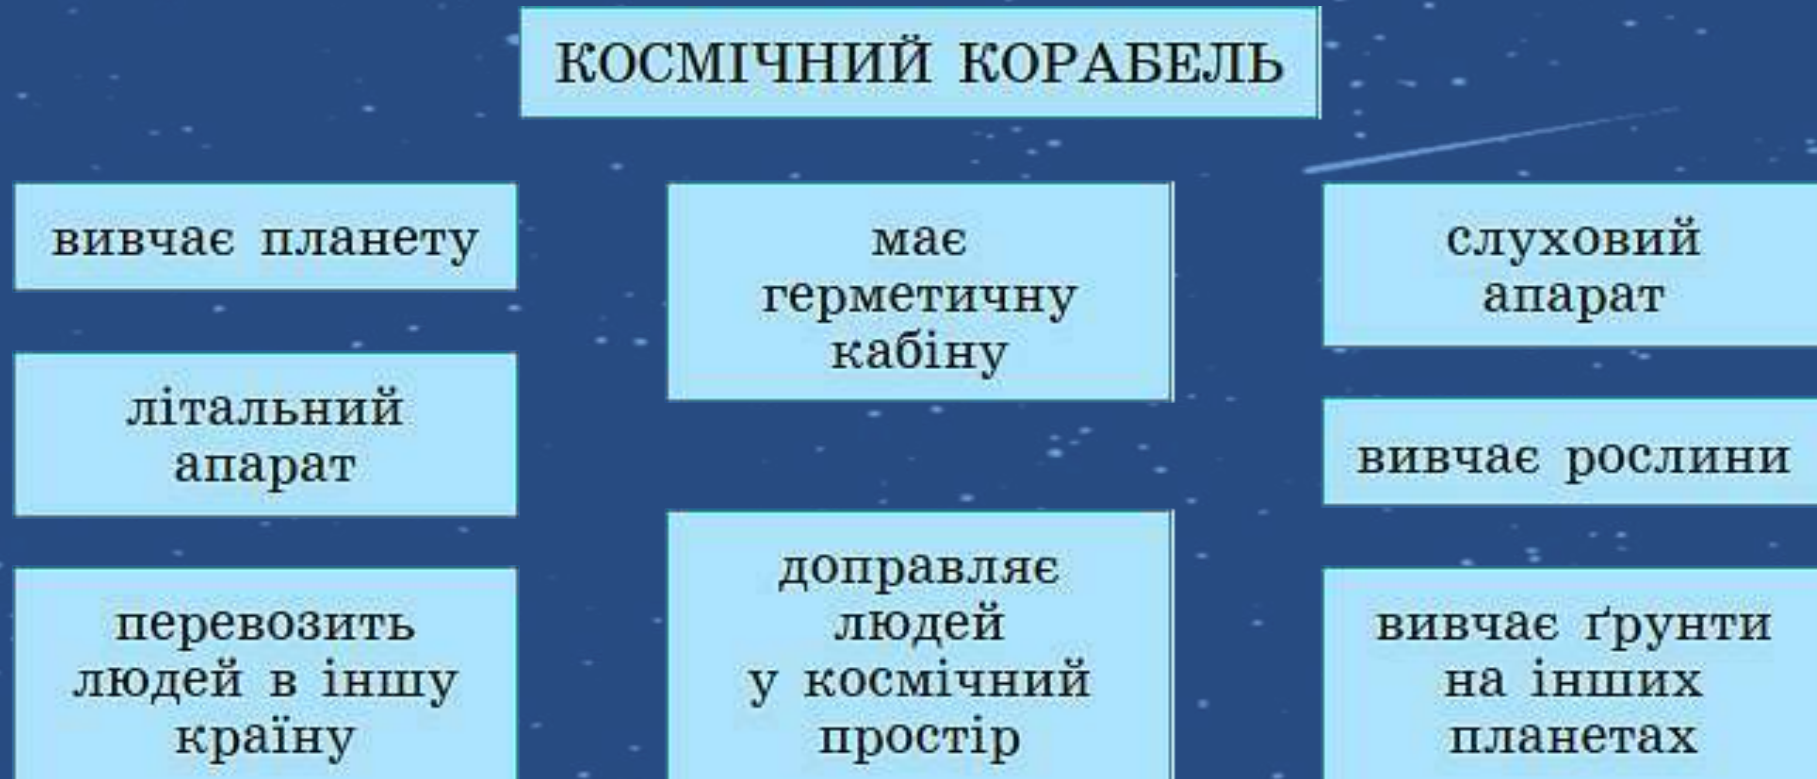 КОСМІЧНИЙ КОРАБЕЛЬ
вивчає планету
літальний
апарат
перевозить
людей в іншу
країну
має
герметичну
кабіну
доправляє
людей
у космічний
простір
слуховий
апарат
вивчає рослини
вивчає ґрунти
на інших
планетах